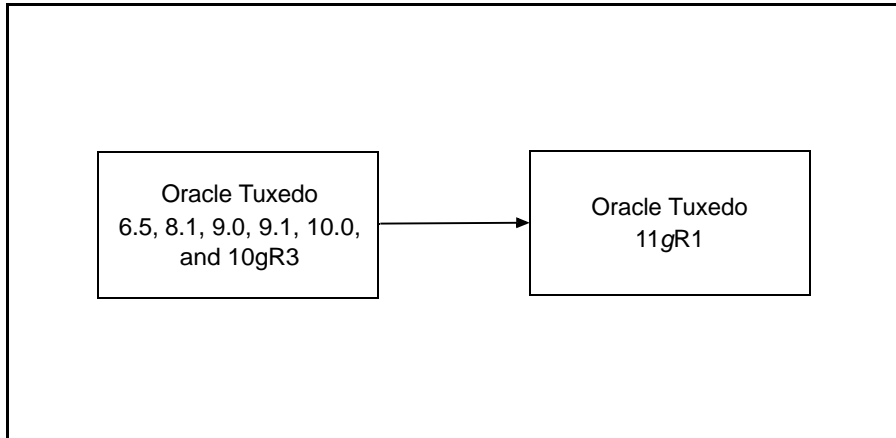 Oracle Tuxedo
6.5, 8.1, 9.0, 9.1, 10.0,
and 10gR3
Oracle Tuxedo
11gR1